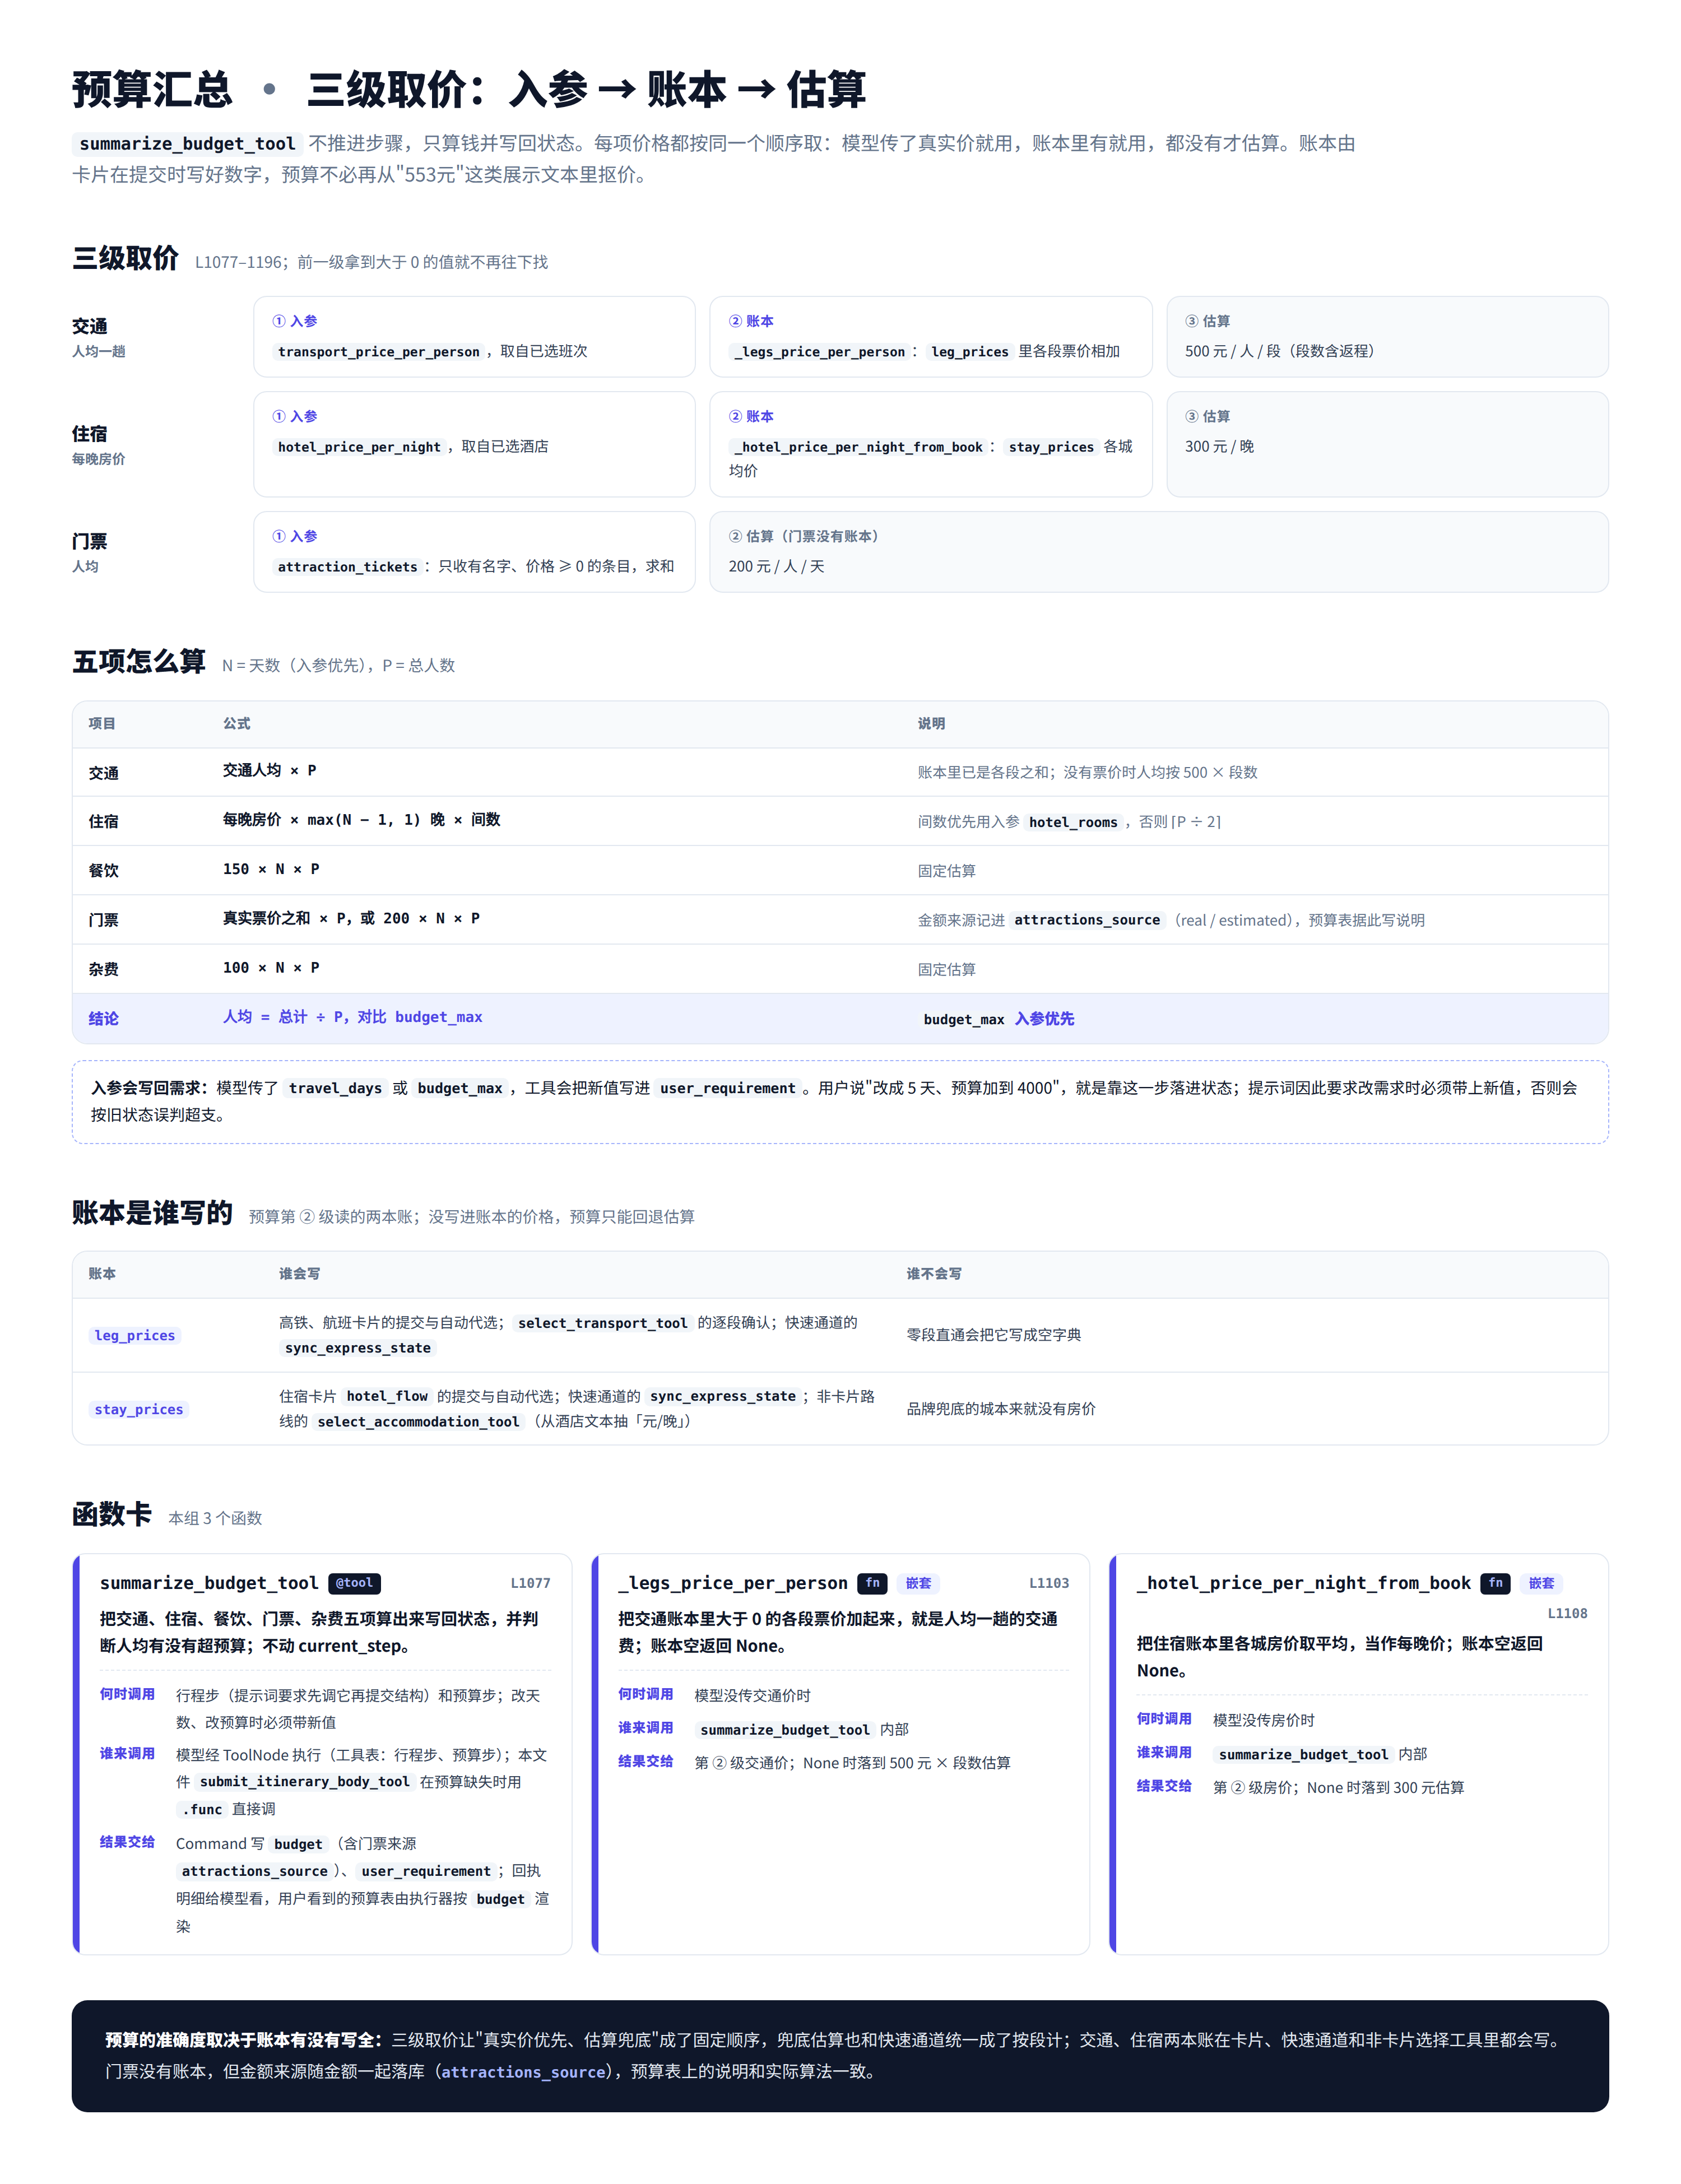 预算汇总 • 三级取价：入参 → 账本 → 估算
summarize_budget_tool 不推进步骤，只算钱并写回状态。每项价格都按同一个顺序取：模型传了真实价就用，账本里有就用，都没有才估算。账本由
卡片在提交时写好数字，预算不必再从"553元"这类展示文本里抠价。
三级取价 L1077–1196；前一级拿到大于 0 的值就不再往下找
交通
人均一趟
① 入参
transport_price_per_person，取自已选班次
② 账本
_legs_price_per_person：leg_prices 里各段票价相加
③ 估算
500 元 / 人 / 段（段数含返程）
住宿
每晚房价
① 入参
hotel_price_per_night，取自已选酒店
② 账本
_hotel_price_per_night_from_book：stay_prices 各城
均价
③ 估算
300 元 / 晚
门票
人均
① 入参
attraction_tickets：只收有名字、价格 ≥ 0 的条目，求和
② 估算（门票没有账本）
200 元 / 人 / 天
五项怎么算 N = 天数（入参优先），P = 总人数
项目 公式 说明
交通 交通人均 × P 账本里已是各段之和；没有票价时人均按 500 × 段数
住宿 每晚房价 × max(N − 1, 1) 晚 × 间数 间数优先用入参 hotel_rooms，否则 ⌈P ÷ 2⌉
餐饮 150 × N × P 固定估算
门票 真实票价之和 × P，或 200 × N × P 金额来源记进 attractions_source（real / estimated），预算表据此写说明
杂费 100 × N × P 固定估算
结论 人均 = 总计 ÷ P，对比 budget_max budget_max 入参优先
入参会写回需求：模型传了 travel_days 或 budget_max，工具会把新值写进 user_requirement。用户说"改成 5 天、预算加到 4000"，就是靠这一步落进状态；提示词因此要求改需求时必须带上新值，否则会
按旧状态误判超支。
账本是谁写的 预算第 ② 级读的两本账；没写进账本的价格，预算只能回退估算
账本 谁会写 谁不会写
leg_prices 高铁、航班卡片的提交与自动代选；select_transport_tool 的逐段确认；快速通道的
sync_express_state
零段直通会把它写成空字典
stay_prices 住宿卡片 hotel_flow 的提交与自动代选；快速通道的 sync_express_state；非卡片路
线的 select_accommodation_tool（从酒店文本抽「元/晚」）
品牌兜底的城本来就没有房价
函数卡 本组 3 个函数
summarize_budget_tool @tool L1077
把交通、住宿、餐饮、门票、杂费五项算出来写回状态，并判
断人均有没有超预算；不动 current_step。
何时调用 行程步（提示词要求先调它再提交结构）和预算步；改天
数、改预算时必须带新值
谁来调用 模型经 ToolNode 执行（工具表：行程步、预算步）；本文
件 submit_itinerary_body_tool 在预算缺失时用
.func 直接调
结果交给 Command 写 budget（含门票来源
attractions_source）、user_requirement；回执
明细给模型看，用户看到的预算表由执行器按 budget 渲
染
_legs_price_per_person fn 嵌套 L1103
把交通账本里大于 0 的各段票价加起来，就是人均一趟的交通
费；账本空返回 None。
何时调用 模型没传交通价时
谁来调用 summarize_budget_tool 内部
结果交给 第 ② 级交通价；None 时落到 500 元 × 段数估算
_hotel_price_per_night_from_book fn 嵌套
L1108
把住宿账本里各城房价取平均，当作每晚价；账本空返回
None。
何时调用 模型没传房价时
谁来调用 summarize_budget_tool 内部
结果交给 第 ② 级房价；None 时落到 300 元估算
预算的准确度取决于账本有没有写全：三级取价让"真实价优先、估算兜底"成了固定顺序，兜底估算也和快速通道统一成了按段计；交通、住宿两本账在卡片、快速通道和非卡片选择工具里都会写。
门票没有账本，但金额来源随金额一起落库（attractions_source），预算表上的说明和实际算法一致。